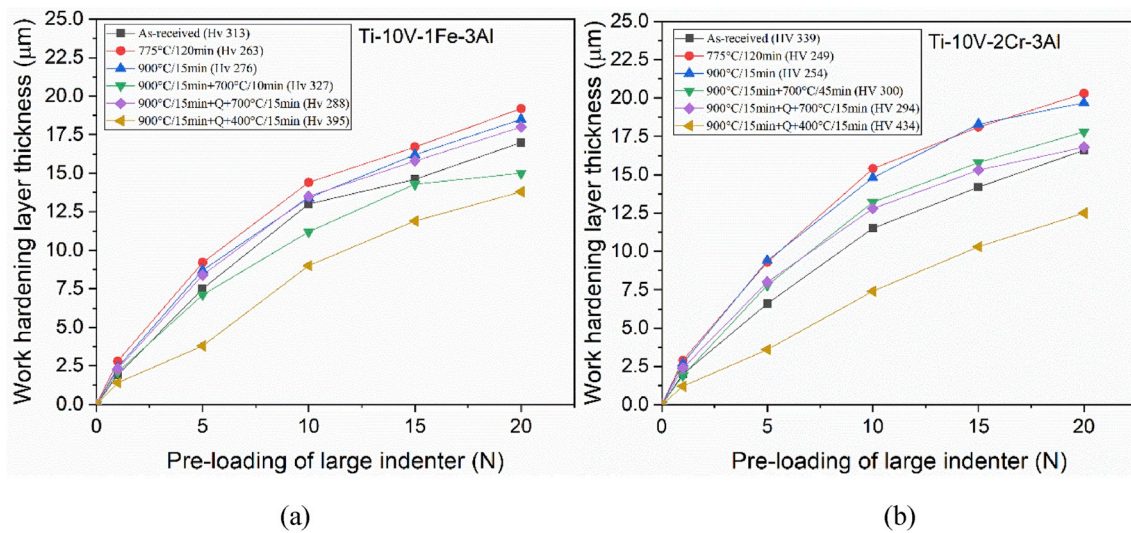 Ti-10V-1Fe-3Al
As-received (Hv 313)
775°C/120min (Hv 263)
900°C/15min (Hv 276)
900°C/15min+700°C/10min (Hv 327)
900°C/15min+Q+700°C/15min (Hv 288)
900°C/15min+Q+400°C/15min (Hv 395)
Work hardening layer thickness (μm)
25.0
22.5
20.0
17.5
15.0
12.5
10.0
7.5
5.0
2.5
0.0
0 5 10 15 20
Pre-loading of large indenter (N)
(a)
Ti-10V-2Cr-3Al
As-received (HV 339)
775°C/120min (HV 249)
900°C/15min (HV 254)
900°C/15min+700°C/45min (HV 300)
900°C/15min+Q+700°C/15min (HV 294)
900°C/15min+Q+400°C/15min (HV 434)
Work hardening layer thickness (μm)
25.0
22.5
20.0
17.5
15.0
12.5
10.0
7.5
5.0
2.5
0.0
0 5 10 15 20
Pre-loading of large indenter (N)
(b)